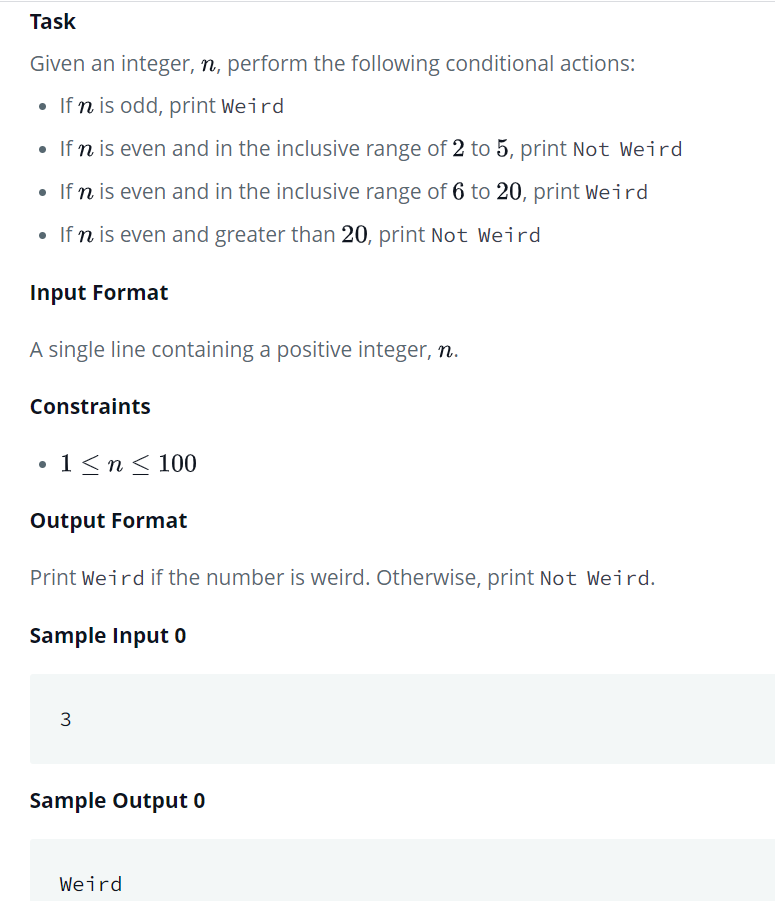 Task
Given an integer, n, perform the following conditional actions:
• If n is odd, print Weird
• If n is even and in the inclusive range of 2 to 5, print Not Weird
• If n is even and in the inclusive range of 6 to 20, print Weird
• If n is even and greater than 20, print Not Weird
Input Format
A single line containing a positive integer, n.
Constraints
• 1 ≤ n ≤ 100
Output Format
Print Weird if the number is weird. Otherwise, print Not Weird.
Sample Input 0
3
Sample Output 0
Weird